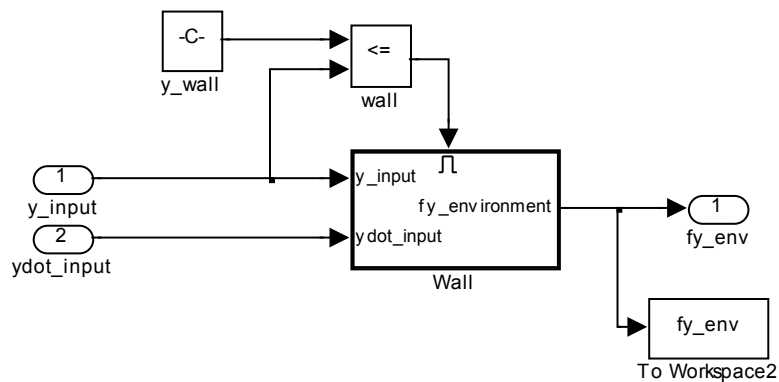 -C-
<=
y_wall
wall
1
y_input
y_input
fy_environment
1
2
ydot_input
fy_env
ydot_input
Wall
fy_env
To Workspace2